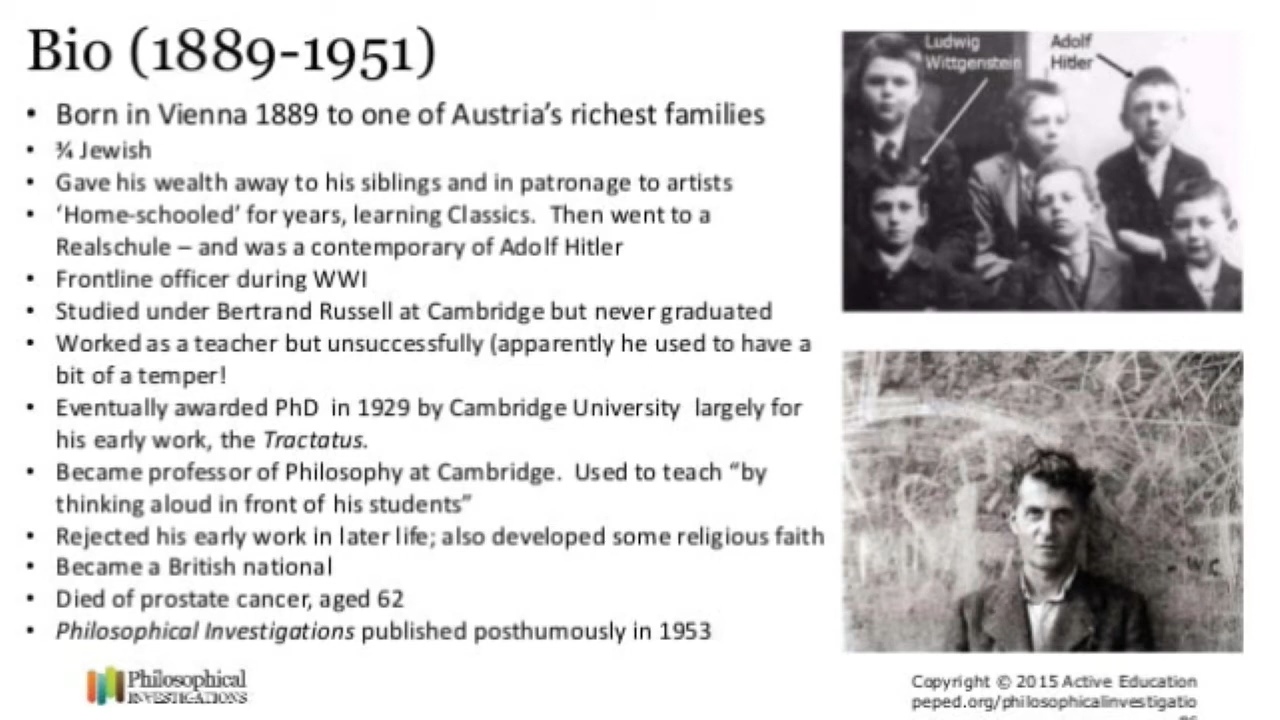 Bio (1889-1951)
• Born in Vienna 1889 to one of Austria's richest families
• ¾ Jewish
• Gave his wealth away to his siblings and in patronage to artists
• 'Home-schooled' for years, learning Classics. Then went to a
Realschule – and was a contemporary of Adolf Hitler
• Frontline officer during WWI
• Studied under Bertrand Russell at Cambridge but never graduated
• Worked as a teacher but unsuccessfully (apparently he used to have a
bit of a temper!
• Eventually awarded PhD in 1929 by Cambridge University largely for
his early work, the Tractatus.
• Became professor of Philosophy at Cambridge. Used to teach “by
thinking aloud in front of his students”
• Rejected his early work in later life; also developed some religious faith
• Became a British national
• Died of prostate cancer, aged 62
• Philosophical Investigations published posthumously in 1953
Ludwig
Wittgenstein
Adolf
Hitler
W C
Philosophical
INVESTIGATIONS
Copyright © 2015 Active Education
peped.org/philosophicalinvestigatio